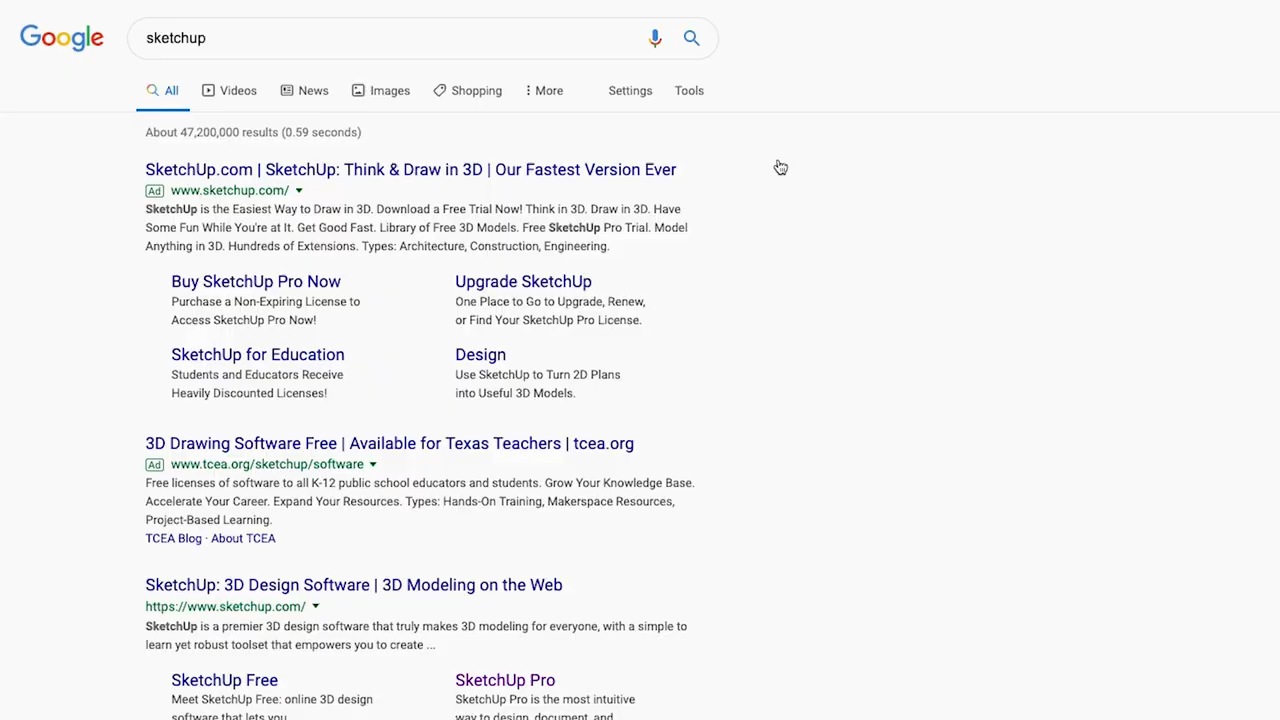 Google
sketchup
All Videos News Images Shopping More Settings Tools
About 47,200,000 results (0.59 seconds)
SketchUp.com | SketchUp: Think & Draw in 3D | Our Fastest Version Ever
Ad www.sketchup.com/
SketchUp is the Easiest Way to Draw in 3D. Download a Free Trial Now! Think in 3D. Draw in 3D. Have
Some Fun While You're at It. Get Good Fast. Library of Free 3D Models. Free SketchUp Pro Trial. Model
Anything in 3D. Hundreds of Extensions. Types: Architecture, Construction, Engineering.
Buy SketchUp Pro Now
Purchase a Non-Expiring License to
Access SketchUp Pro Now!
Upgrade SketchUp
One Place to Go to Upgrade, Renew,
or Find Your SketchUp Pro License.
SketchUp for Education
Students and Educators Receive
Heavily Discounted Licenses!
Design
Use SketchUp to Turn 2D Plans
into Useful 3D Models.
3D Drawing Software Free | Available for Texas Teachers | tcea.org
Ad www.tcea.org/sketchup/software
Free licenses of software to all K-12 public school educators and students. Grow Your Knowledge Base.
Accelerate Your Career. Expand Your Resources. Types: Hands-On Training, Makerspace Resources,
Project-Based Learning.
TCEA Blog · About TCEA
SketchUp: 3D Design Software | 3D Modeling on the Web
https://www.sketchup.com/
SketchUp is a premier 3D design software that truly makes 3D modeling for everyone, with a simple to
learn yet robust toolset that empowers you to create ...
SketchUp Free
Meet SketchUp Free: online 3D design
software that lets you
SketchUp Pro
SketchUp Pro is the most intuitive
way to design, document, and